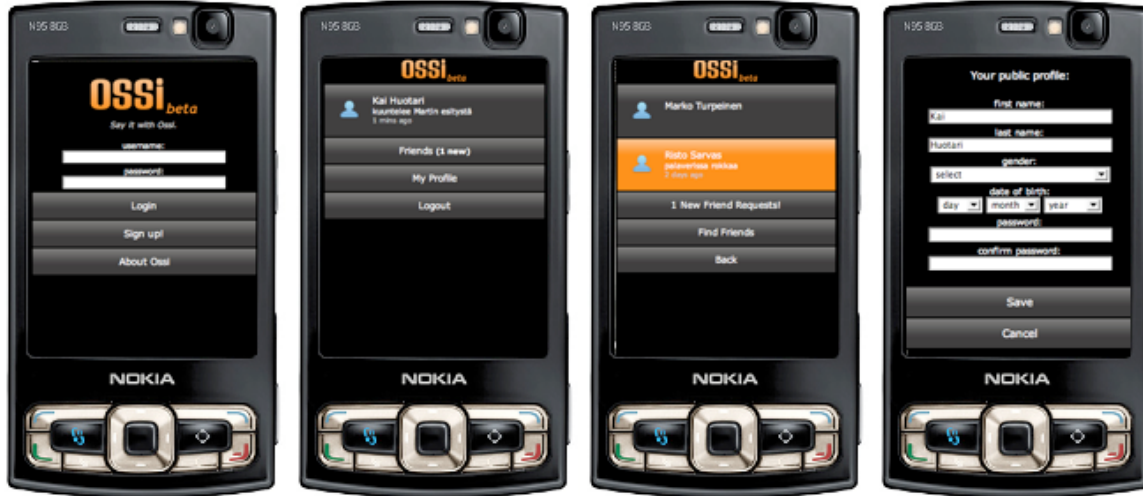 N95 8GB
OSSi beta
Say it with Ossi.
username:
password:
Login
Sign up!
About Ossi
NOKIA
N95 8GB
OSSi beta
Kai Huotari
kuuntelee Martin esitystä
1 mins ago
Friends (1 new)
My Profile
Logout
NOKIA
N95 8GB
OSSi beta
Marko Turpeinen
Risto Sarvas
palaverissa rokkaa
2 days ago
1 New Friend Requests!
Find Friends
Back
NOKIA
N95 8GB
Your public profile:
first name:
Kai
last name:
Huotari
gender:
select
date of birth:
day month year
password:
confirm password:
Save
Cancel
NOKIA